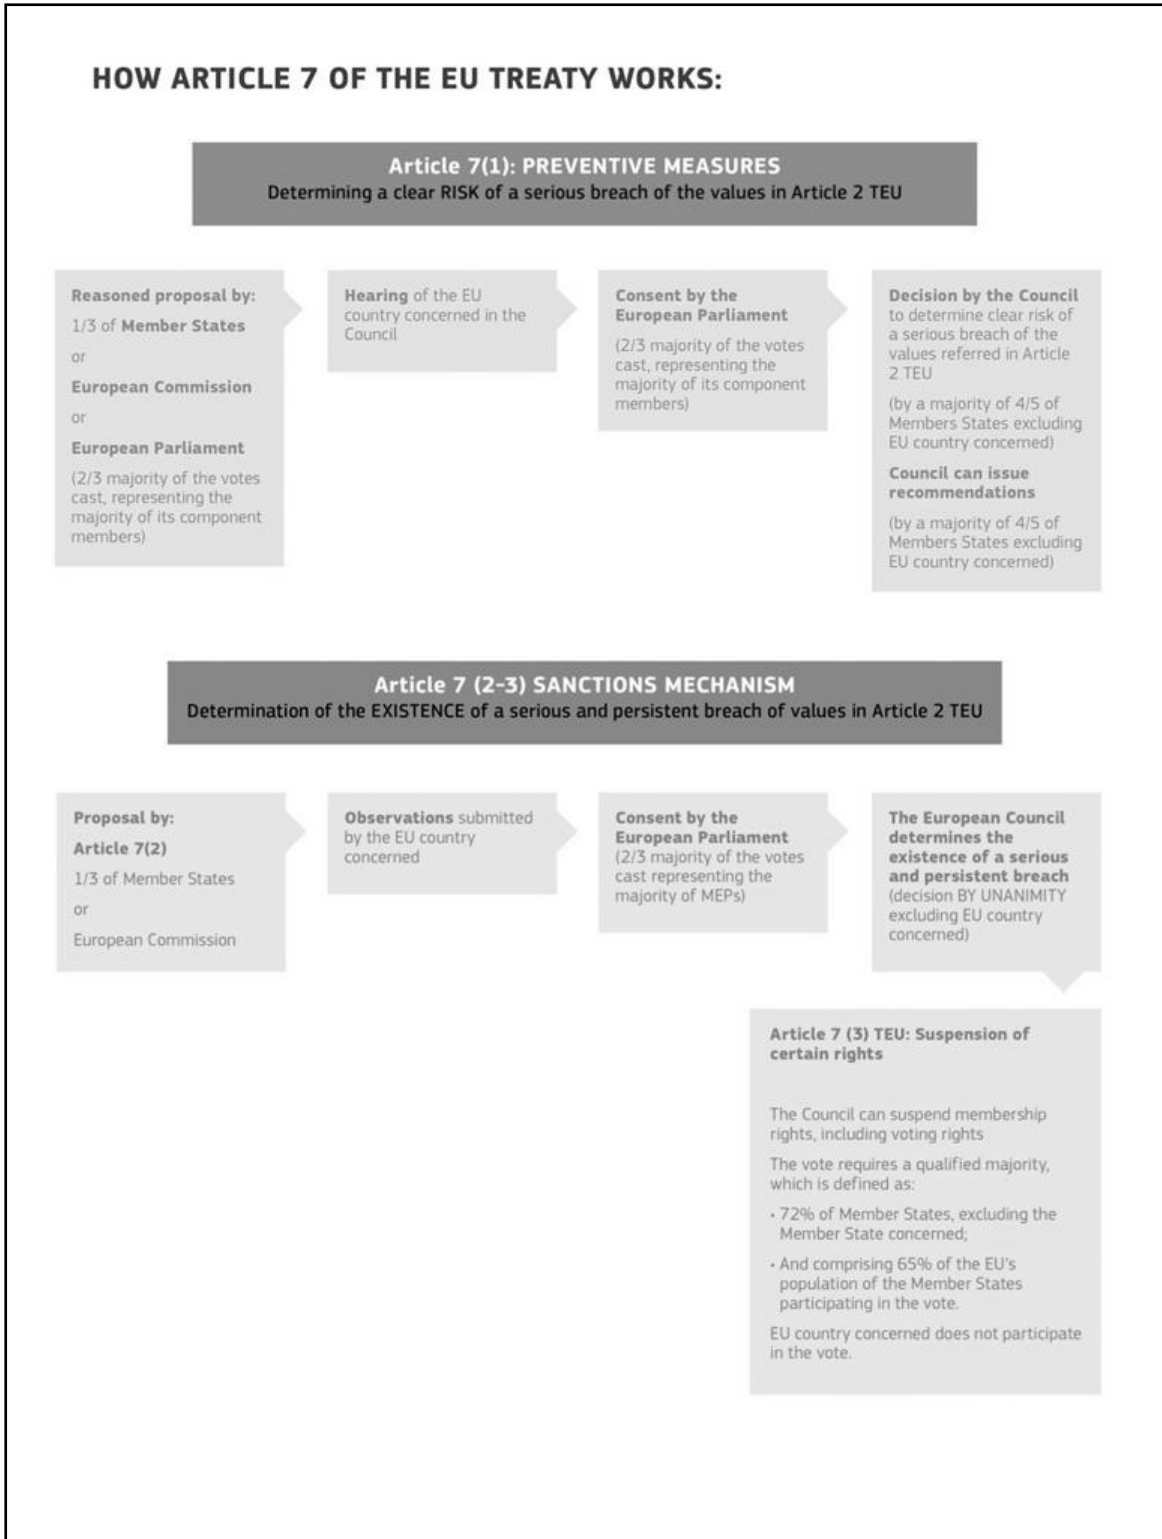 HOW ARTICLE 7 OF THE EU TREATY WORKS:
Article 7(1): PREVENTIVE MEASURES
Determining a clear RISK of a serious breach of the values in Article 2 TEU
Reasoned proposal by:
1/3 of Member States
or
European Commission
or
European Parliament
(2/3 majority of the votes
cast, representing the
majority of its component
members)
Hearing of the EU
country concerned in the
Council
Consent by the
European Parliament
(2/3 majority of the votes
cast, representing the
majority of its component
members)
Decision by the Council
to determine clear risk of
a serious breach of the
values referred in Article
2 TEU
(by a majority of 4/5 of
Members States excluding
EU country concerned)
Council can issue
recommendations
(by a majority of 4/5 of
Members States excluding
EU country concerned)
Article 7 (2-3) SANCTIONS MECHANISM
Determination of the EXISTENCE of a serious and persistent breach of values in Article 2 TEU
Proposal by:
Article 7(2)
1/3 of Member States
or
European Commission
Observations submitted
by the EU country
concerned
Consent by the
European Parliament
(2/3 majority of the votes
cast representing the
majority of MEPs)
The European Council
determines the
existence of a serious
and persistent breach
(decision BY UNANIMITY
excluding EU country
concerned)
Article 7 (3) TEU: Suspension of
certain rights
The Council can suspend membership
rights, including voting rights
The vote requires a qualified majority,
which is defined as:
• 72% of Member States, excluding the
Member State concerned;
• And comprising 65% of the EU's
population of the Member States
participating in the vote.
EU country concerned does not participate
in the vote.